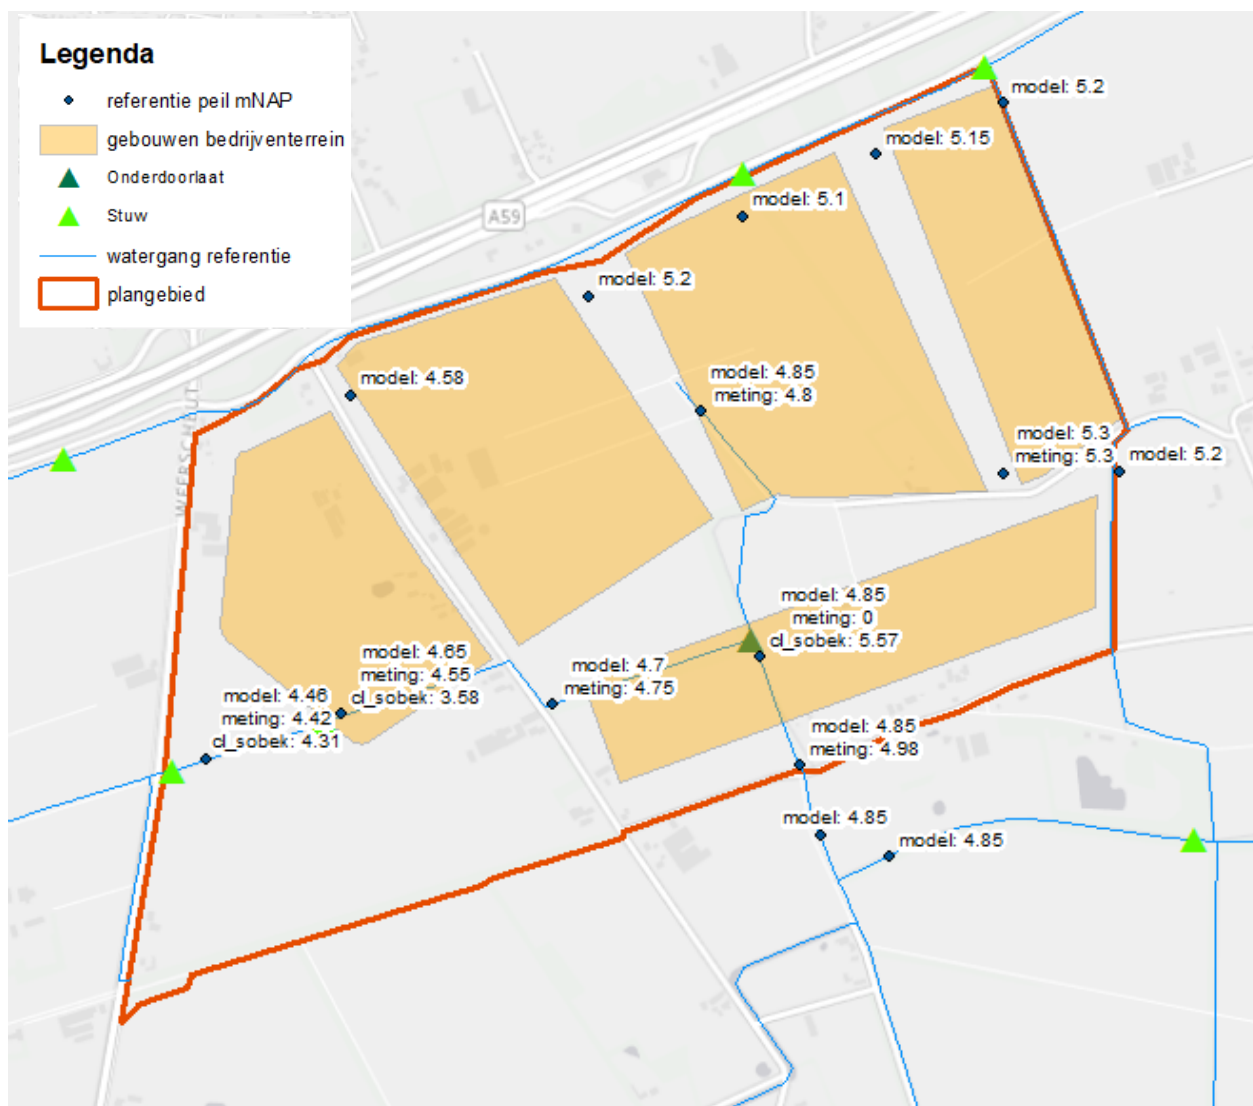 Legenda
referentie peil mNAP
gebouwen bedrijventerrein
Onderdoorlaat
Stuw
watergang referentie
plangebied
A59
WEERSCHEUT
model: 5.2
model: 5.15
model: 5.1
model: 5.2
model: 4.58
model: 4.85
meting: 4.8
model: 5.3
meting: 5.3
model: 5.2
model: 4.85
meting: 0
cl_sobek: 5.57
model: 4.65
meting: 4.55
cl_sobek: 3.58
model: 4.7
meting: 4.75
model: 4.46
meting: 4.42
cl_sobek: 4.31
model: 4.85
meting: 4.98
model: 4.85
model: 4.85